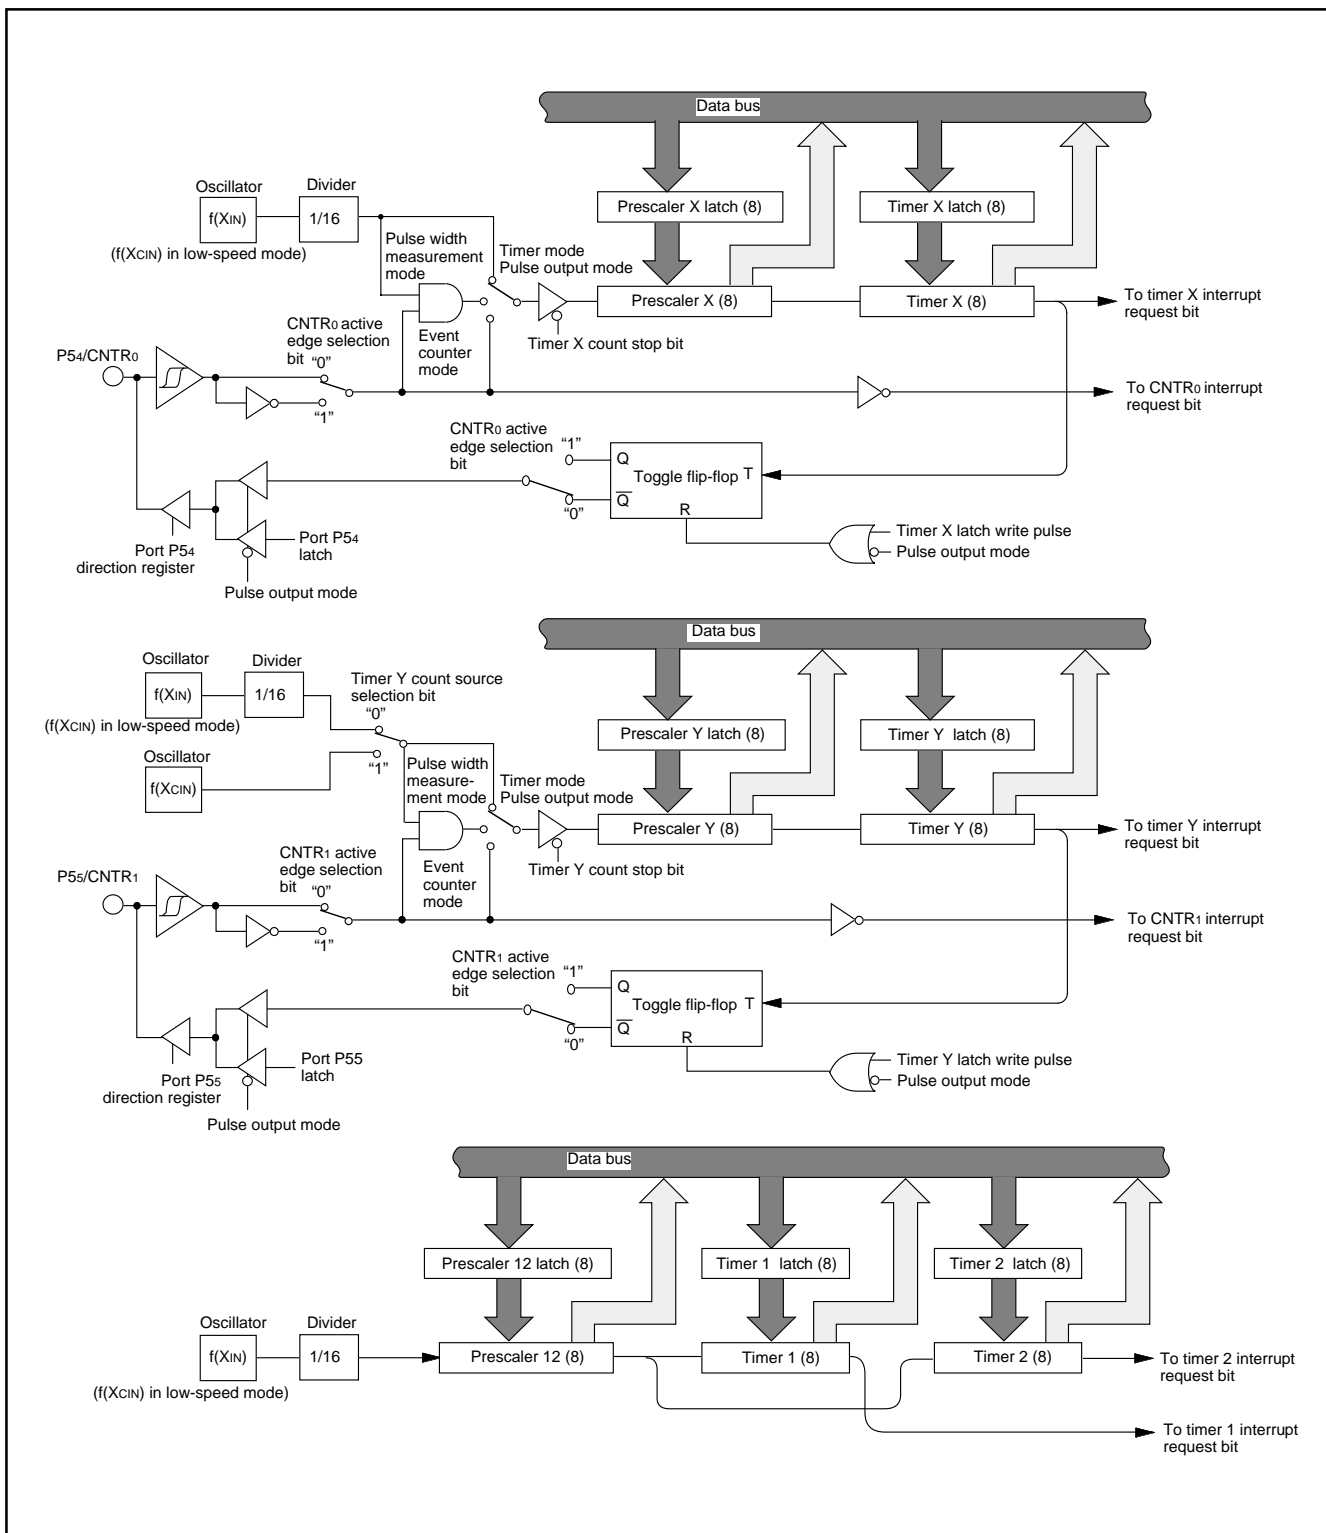 Data bus
Oscillator
Divider
f(XIN)
1/16
(f(XCIN) in low-speed mode)
Prescaler X latch (8)
Timer X latch (8)
Pulse width
measurement
mode
Timer mode
Pulse output mode
Prescaler X (8)
Timer X (8)
To timer X interrupt
request bit
CNTR0 active
edge selection
bit
"0"
Event
counter
mode
Timer X count stop bit
P54/CNTR0
"1"
To CNTR0 interrupt
request bit
CNTR0 active
edge selection
bit
"1"
Q
Toggle flip-flop
T
Q
"0"
R
Port P54
direction register
Port P54
latch
Pulse output mode
Timer X latch write pulse
Pulse output mode
Data bus
Oscillator
Divider
f(XIN)
1/16
(f(XCIN) in low-speed mode)
Timer Y count source
selection bit
"0"
Prescaler Y latch (8)
Timer Y latch (8)
Oscillator
f(XCIN)
"1"
Pulse width
measure-
ment mode
Timer mode
Pulse output mode
Prescaler Y (8)
Timer Y (8)
To timer Y interrupt
request bit
CNTR1 active
edge selection
bit
"0"
Event
counter
mode
Timer Y count stop bit
P55/CNTR1
"1"
To CNTR1 interrupt
request bit
CNTR1 active
edge selection
bit
"1"
Q
Toggle flip-flop
T
Q
"0"
R
Port P55
direction register
Port P55
latch
Pulse output mode
Timer Y latch write pulse
Pulse output mode
Data bus
Prescaler 12 latch (8)
Timer 1 latch (8)
Timer 2 latch (8)
Oscillator
Divider
f(XIN)
1/16
(f(XCIN) in low-speed mode)
Prescaler 12 (8)
Timer 1 (8)
Timer 2 (8)
To timer 2 interrupt
request bit
To timer 1 interrupt
request bit